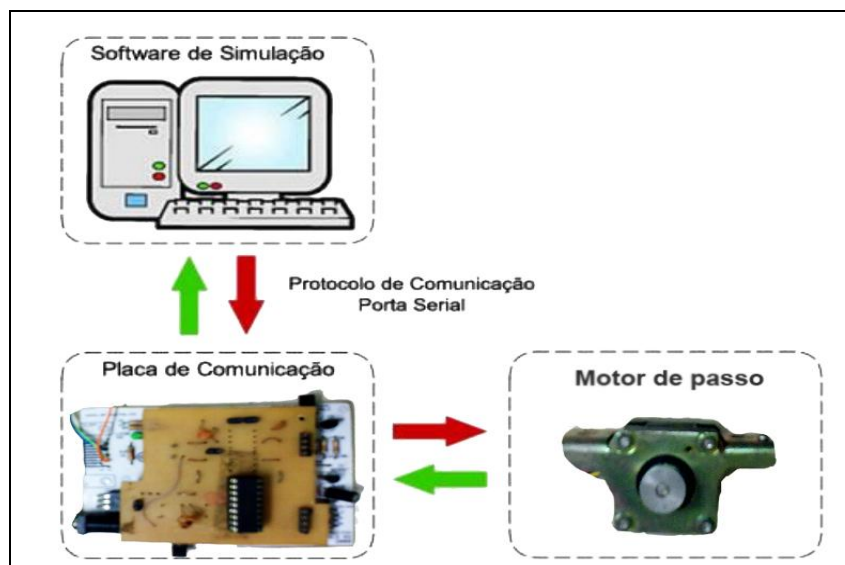 Software de Simulação
Protocolo de Comunicação
Porta Serial
Placa de Comunicação
Motor de passo